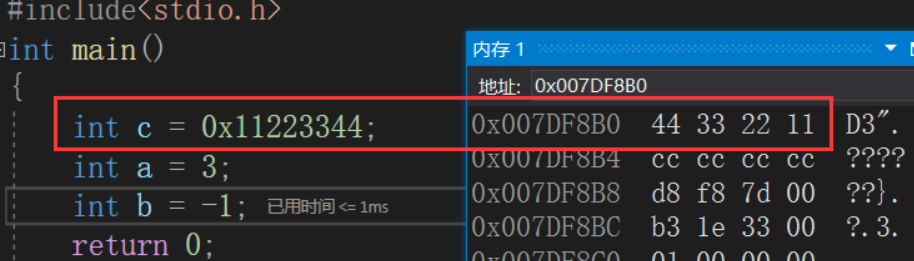 #include<stdio.h>
int main()
{
int c = 0x11223344;
int a = 3;
int b = -1; 已用时间 <= 1ms
return 0;
内存 1
地址: 0x007DF8B0
0x007DF8B0 44 33 22 11 D3".
0x007DF8B4 cc cc cc cc ????
0x007DF8B8 d8 f8 7d 00 ??}.
0x007DF8BC b3 1e 33 00 ?.3.
0x007DF8C0 01 00 00 00